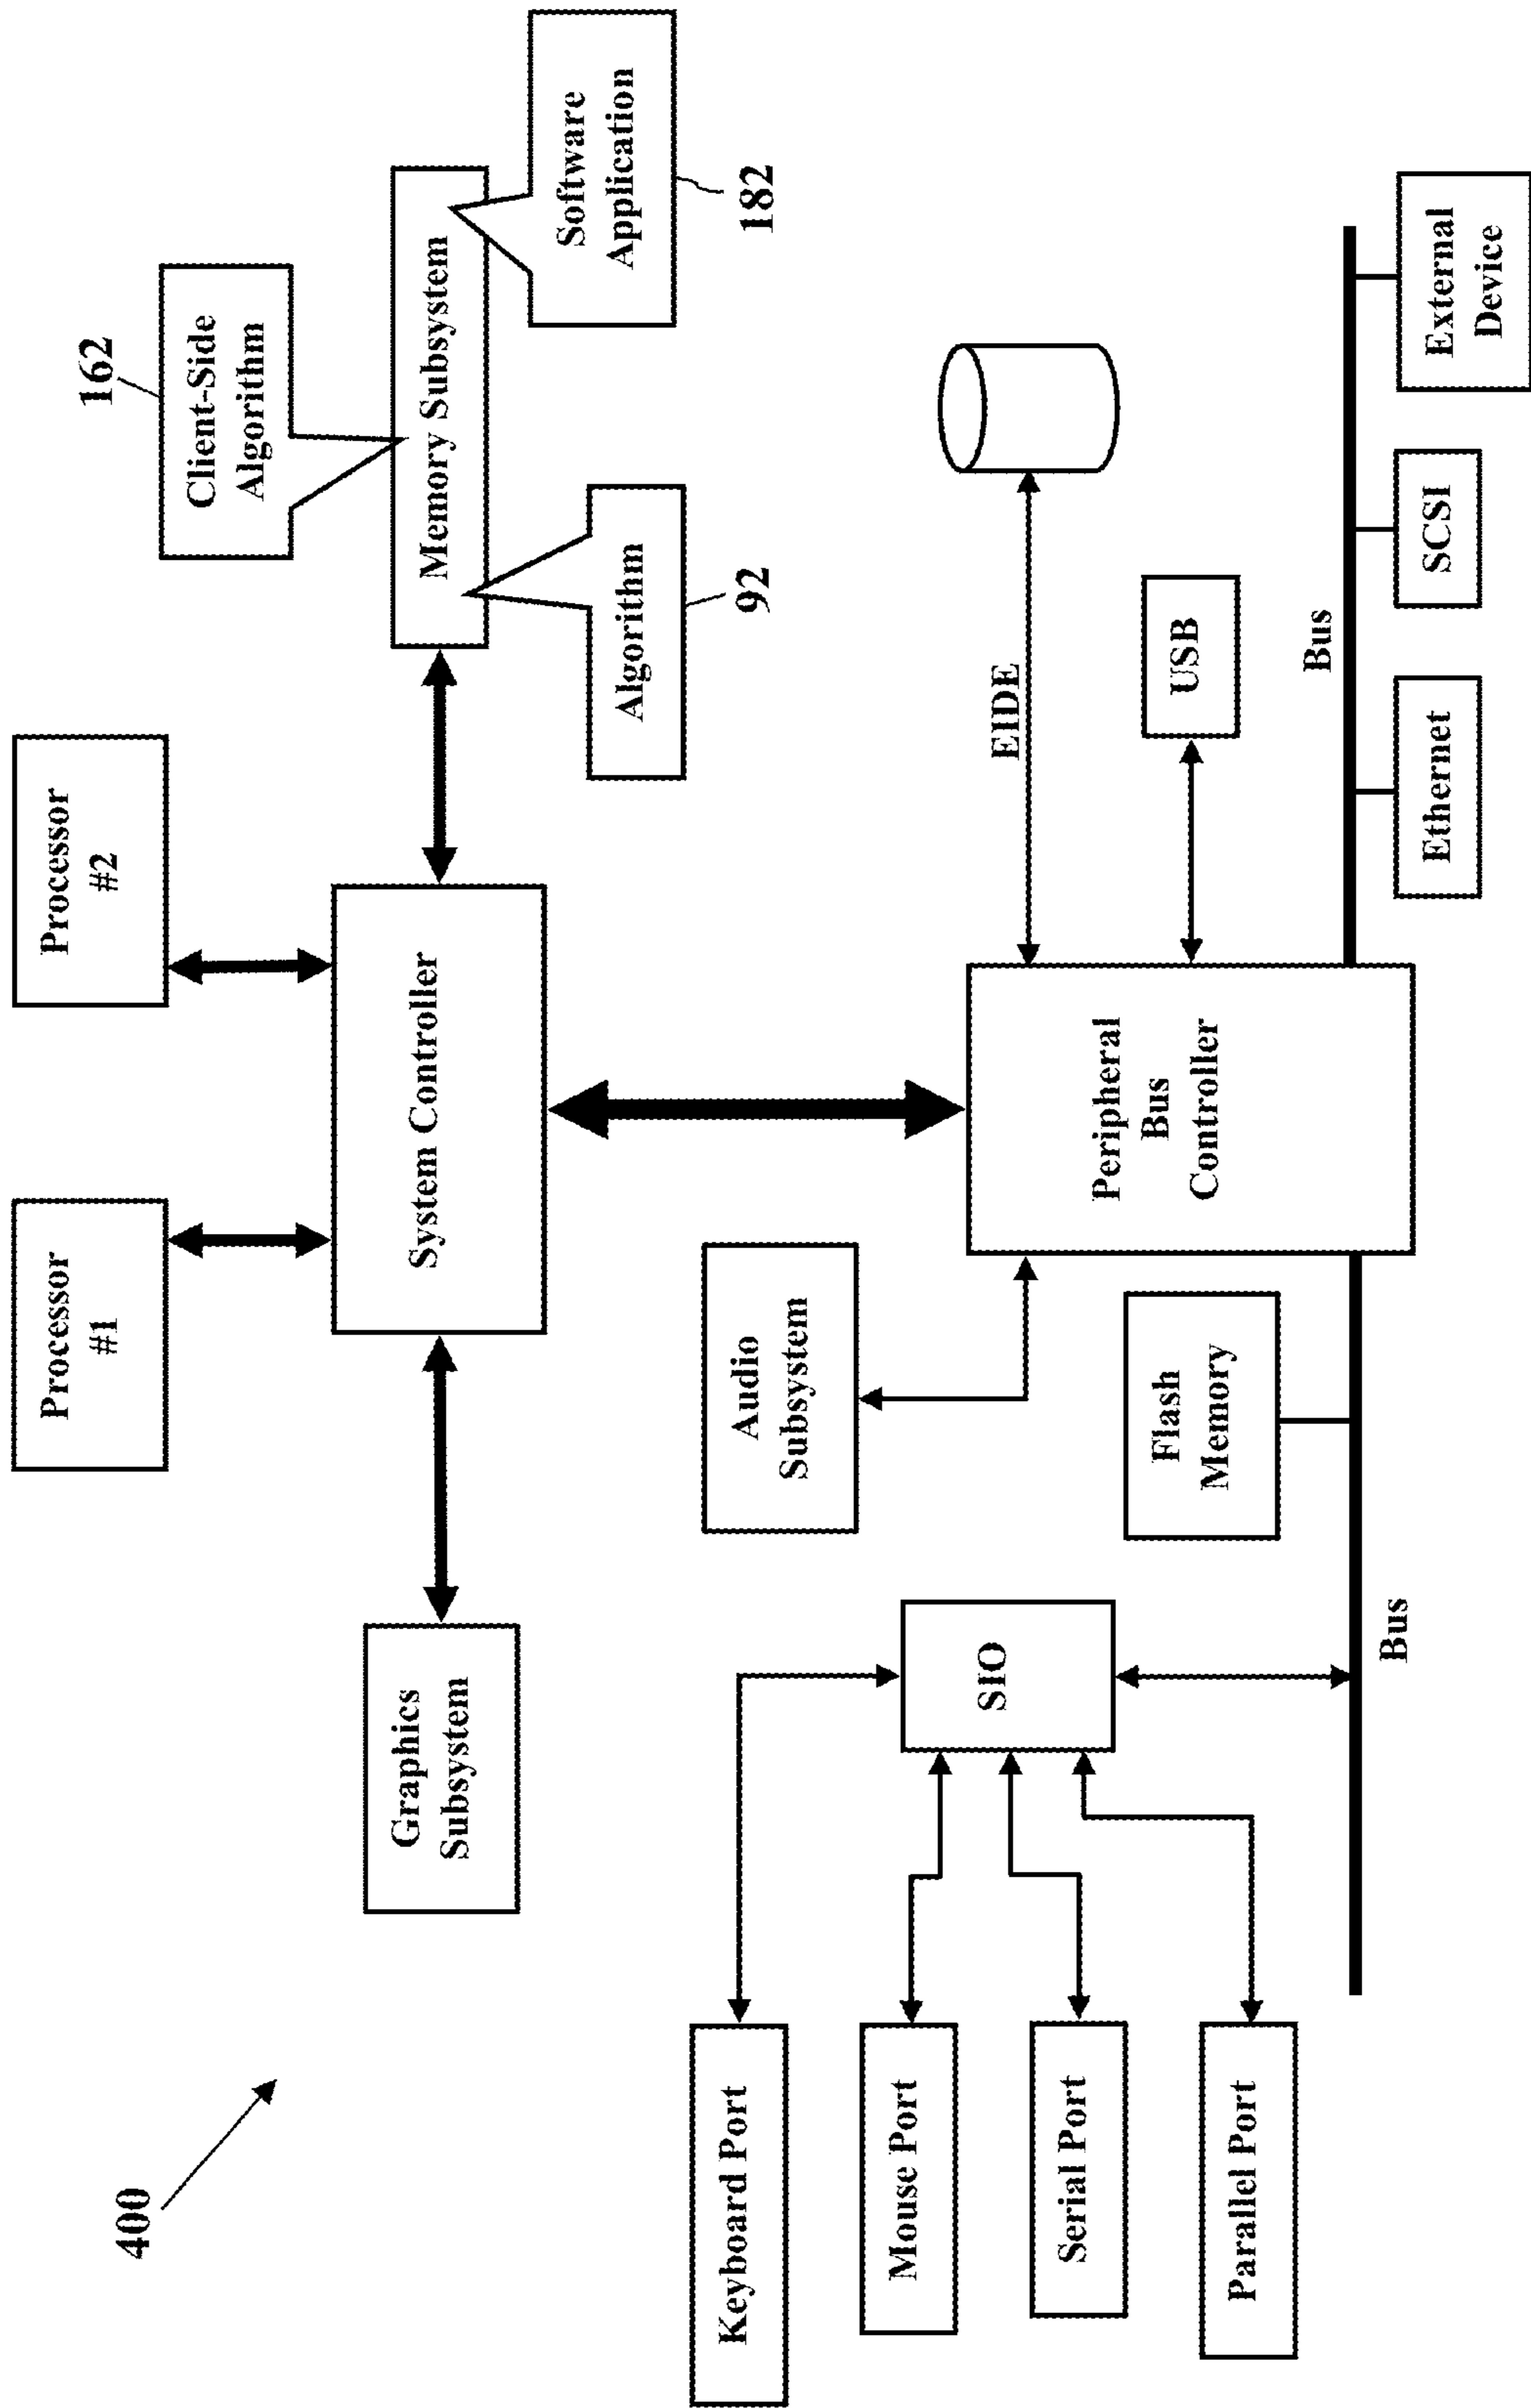 400
Processor
#1
Processor
#2
162
Client-Side
Algorithm
Graphics
Subsystem
System Controller
Memory Subsystem
Algorithm
92
Software
Application
182
Keyboard Port
Mouse Port
Serial Port
Parallel Port
SIO
Audio
Subsystem
Flash
Memory
Bus
Peripheral
Bus
Controller
EIDE
USB
Bus
Ethernet
SCSI
External
Device